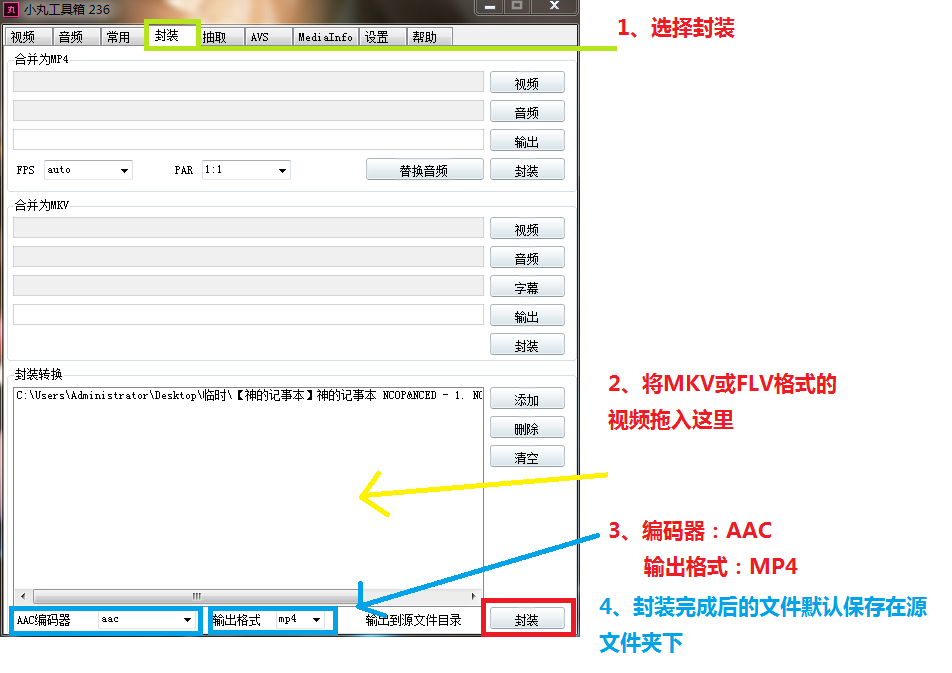 小丸工具箱 236
视频 音频 常用 封装 抽取 AVS MediaInfo 设置 帮助
1、选择封装
合并为MP4
视频
音频
输出
FPS auto PAR 1:1 替换音频 封装
合并为MKV
视频
音频
字幕
输出
封装
封装转换
C:\Users\Administrator\Desktop\临时\【神的记事本】神的记事本 NCOP&NCED - 1. NC
添加
删除
清空
2、将MKV或FLV格式的
视频拖入这里
3、编码器：AAC
输出格式：MP4
AAC编码器 aac 输出格式 mp4 输出到源文件目录 封装
4、封装完成后的文件默认保存在源
文件夹下